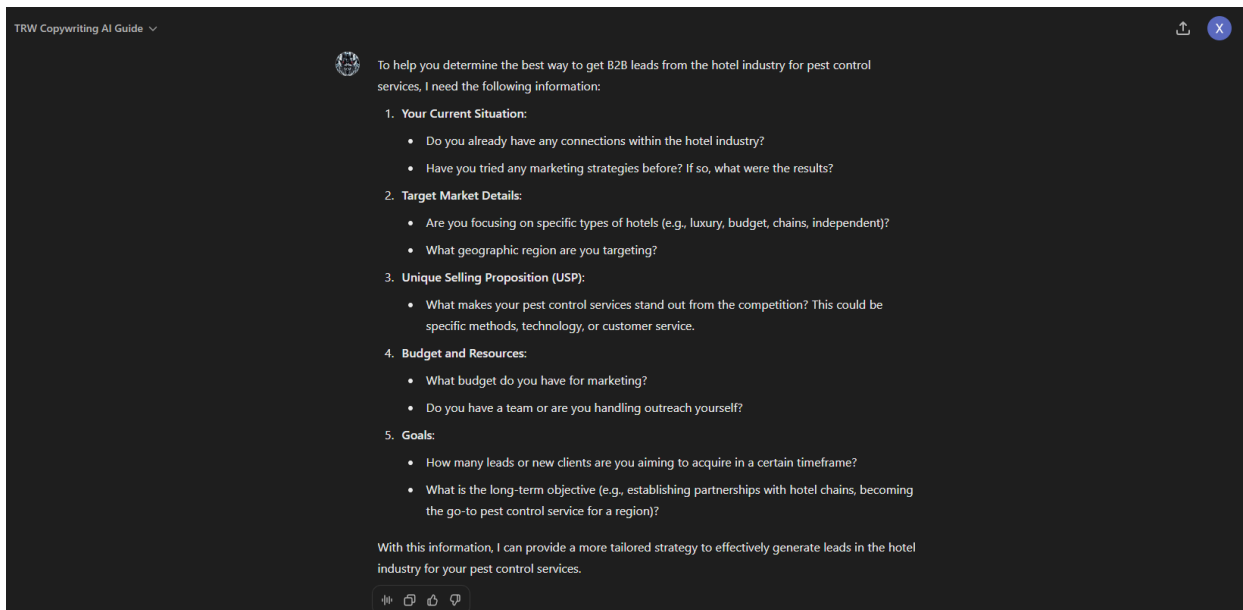 TRW Copywriting AI Guide
X
To help you determine the best way to get B2B leads from the hotel industry for pest control
services, I need the following information:
1. Your Current Situation:
• Do you already have any connections within the hotel industry?
• Have you tried any marketing strategies before? If so, what were the results?
2. Target Market Details:
• Are you focusing on specific types of hotels (e.g., luxury, budget, chains, independent)?
• What geographic region are you targeting?
3. Unique Selling Proposition (USP):
• What makes your pest control services stand out from the competition? This could be
specific methods, technology, or customer service.
4. Budget and Resources:
• What budget do you have for marketing?
• Do you have a team or are you handling outreach yourself?
5. Goals:
• How many leads or new clients are you aiming to acquire in a certain timeframe?
• What is the long-term objective (e.g., establishing partnerships with hotel chains, becoming
the go-to pest control service for a region)?
With this information, I can provide a more tailored strategy to effectively generate leads in the hotel
industry for your pest control services.